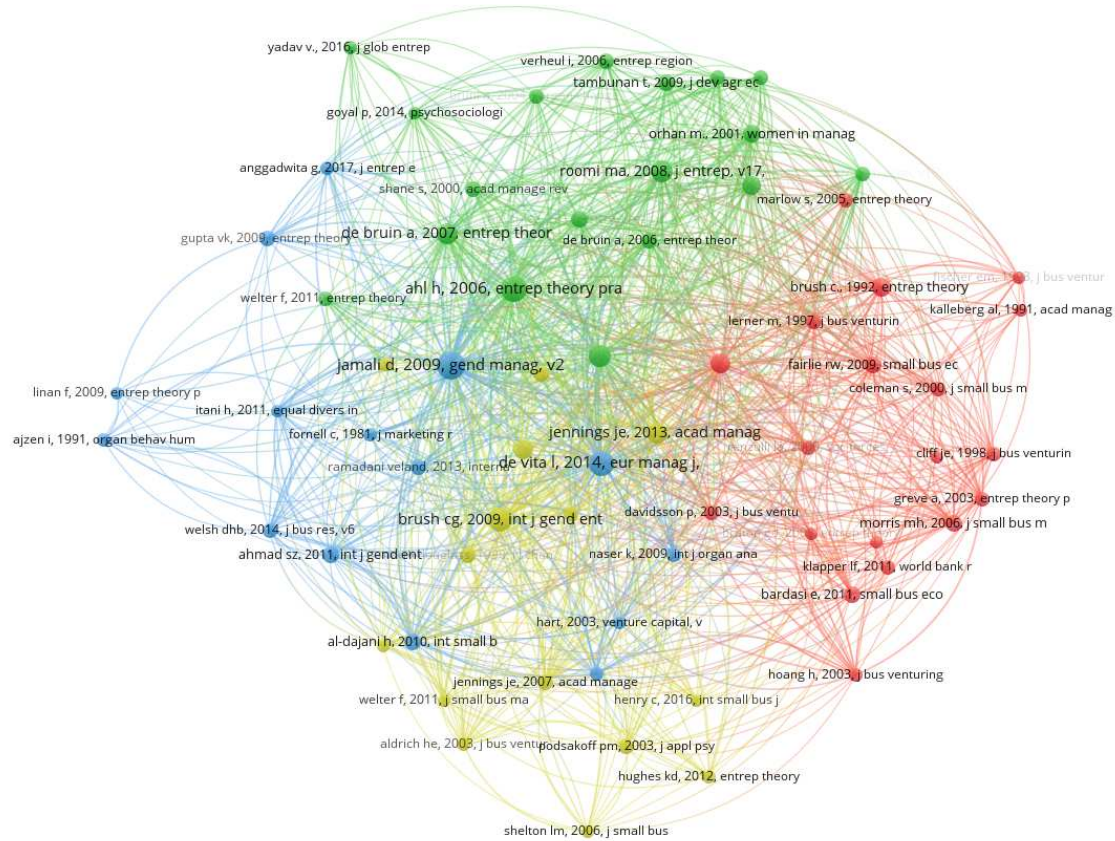 yadav v., 2016, j glob entrep
verheul i, 2006, entrep region
tambunan t, 2009, j dev agr ec
goyal p, 2014, psychosociologi
orhan m., 2001, women in manag
anggadwita g, 2017, j entrep e
roomi ma, 2008, j entrep, v17,
shane s, 2000, acad manage rev
marlow s, 2005, entrep theory
de bruin a, 2007, entrep theor
gupta vk, 2009, entrep theory
de bruin a, 2006, entrep theor
fischer em, 1993, j bus ventur
ahl h, 2006, entrep theory pra
brush c., 1992, entrep theory
welter f, 2011, entrep theory
kalleberg al, 1991, acad manag
lerner m, 1997, j bus venturin
jamali d, 2009, gend manag, v2
fairlie rw, 2009, small bus ec
coleman s, 2000, j small bus m
linan f, 2009, entrep theory p
itani h, 2011, equal divers in
ajzen i, 1991, organ behav hum
fornell c, 1981, j marketing r
jennings je, 2013, acad manag
cliff je, 1998, j bus venturin
de vita l, 2014, eur manag j,
ramadani veland, 2013, interna
greve a, 2003, entrep theory p
davidsson p, 2003, j bus ventu
brush cg, 2009, int j gend ent
morris mh, 2006, j small bus m
welsh dhb, 2014, j bus res, v6
ahmad sz, 2011, int j gend ent
naser k, 2009, int j organ ana
klapper lf, 2011, world bank r
bardasi e, 2011, small bus eco
hart, 2003, venture capital, v
al-dajani h, 2010, int small b
hoang h, 2003, j bus venturing
jennings je, 2007, acad manage
welter f, 2011, j small bus ma
henry c, 2016, int small bus j
aldrich he, 2003, j bus ventur
podsakoff pm, 2003, j appl psy
hughes kd, 2012, entrep theory
shelton lm, 2006, j small bus